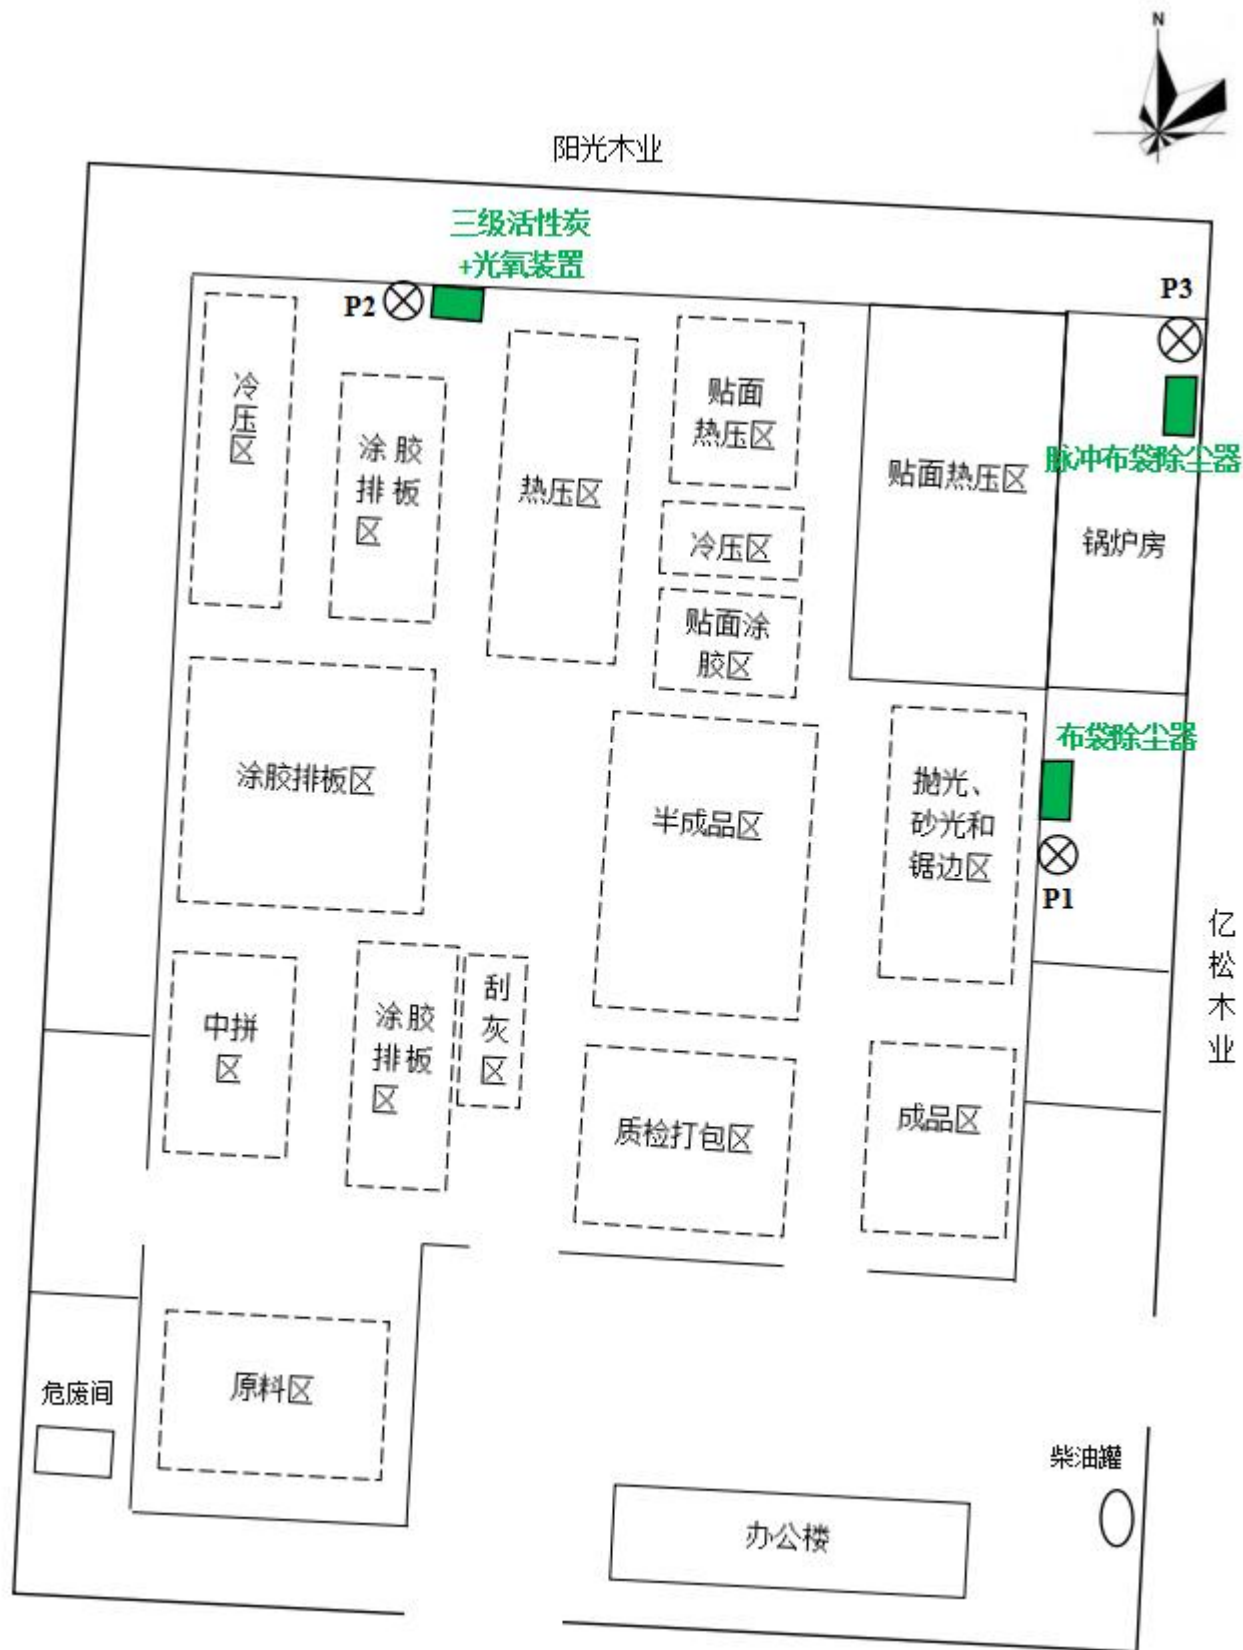 N
阳光木业
三级活性炭
+光氧装置
P2
P3
冷
压
区
涂胶
排板
区
热压区
贴面
热压区
冷压区
贴面涂
胶区
贴面热压区
脉冲布袋除尘器
锅炉房
涂胶排板区
半成品区
抛光、
砂光和
锯边区
布袋除尘器
P1
亿
松
木
业
中拼
区
涂胶
排板
区
刮
灰
区
质检打包区
成品区
危废间
原料区
柴油罐
办公楼